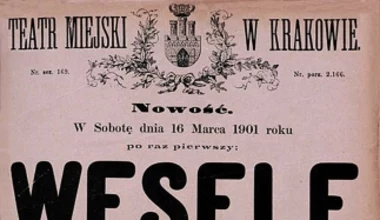 TEATR MIEJSKI W KRAKOWIE.
Nr. sez. 169. Nr. porz. 2.166.
Nowość.
W Sobotę dnia 16 Marca 1901 roku
po raz pierwszy:
WESELE